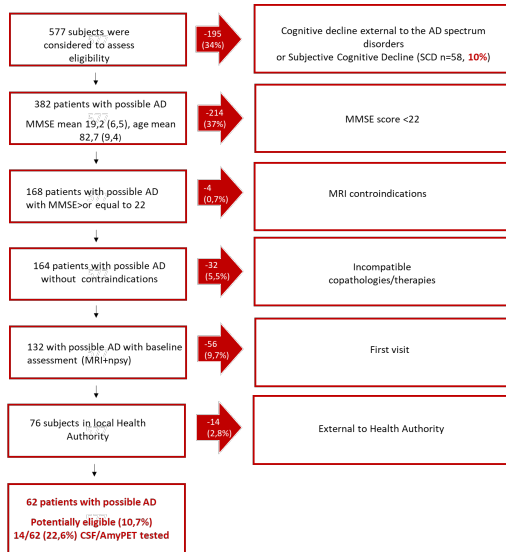 577 subjects were
considered to assess
eligibility
-195
(34%)
Cognitive decline external to the AD spectrum
disorders
or Subjective Cognitive Decline (SCD n=58, 10%)
382 patients with possible AD
MMSE mean 19,2 (6,5), age mean
82,7 (9,4)
-214
(37%)
MMSE score <22
168 patients with possible AD
with MMSE>or equal to 22
-4
(0,7%)
MRI controindications
164 patients with possible AD
without contraindications
-32
(5,5%)
Incompatible
copathologies/therapies
132 with possible AD with baseline
assessment (MRI+npsy)
-56
(9,7%)
First visit
76 subjects in local Health
Authority
-14
(2,8%)
External to Health Authority
62 patients with possible AD
Potentially eligible (10,7%)
14/62 (22,6%) CSF/AmyPET tested